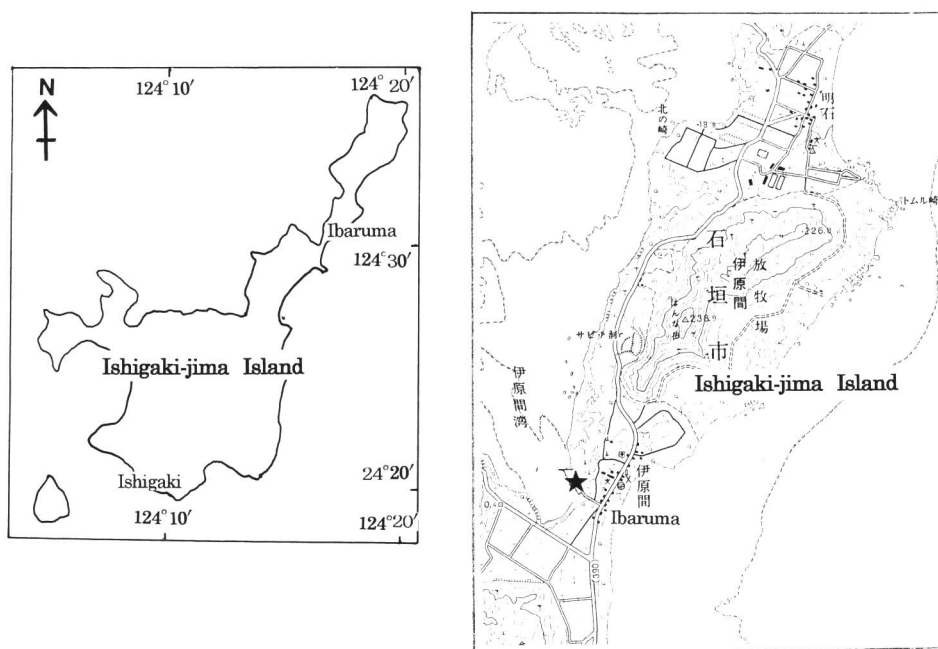 N
124°10′
124° 20′
Ibaruma
124°30′
Ishigaki-jima Island
Ishigaki
24°20′
124°10′
124°20′
明石
北の崎
トムル崎
226.
石垣市
伊原間
放牧場
はんな岳
△238.
サビチ洞
伊原間湾
Ishigaki-jima Island
伊原間
Ibaruma
(390)